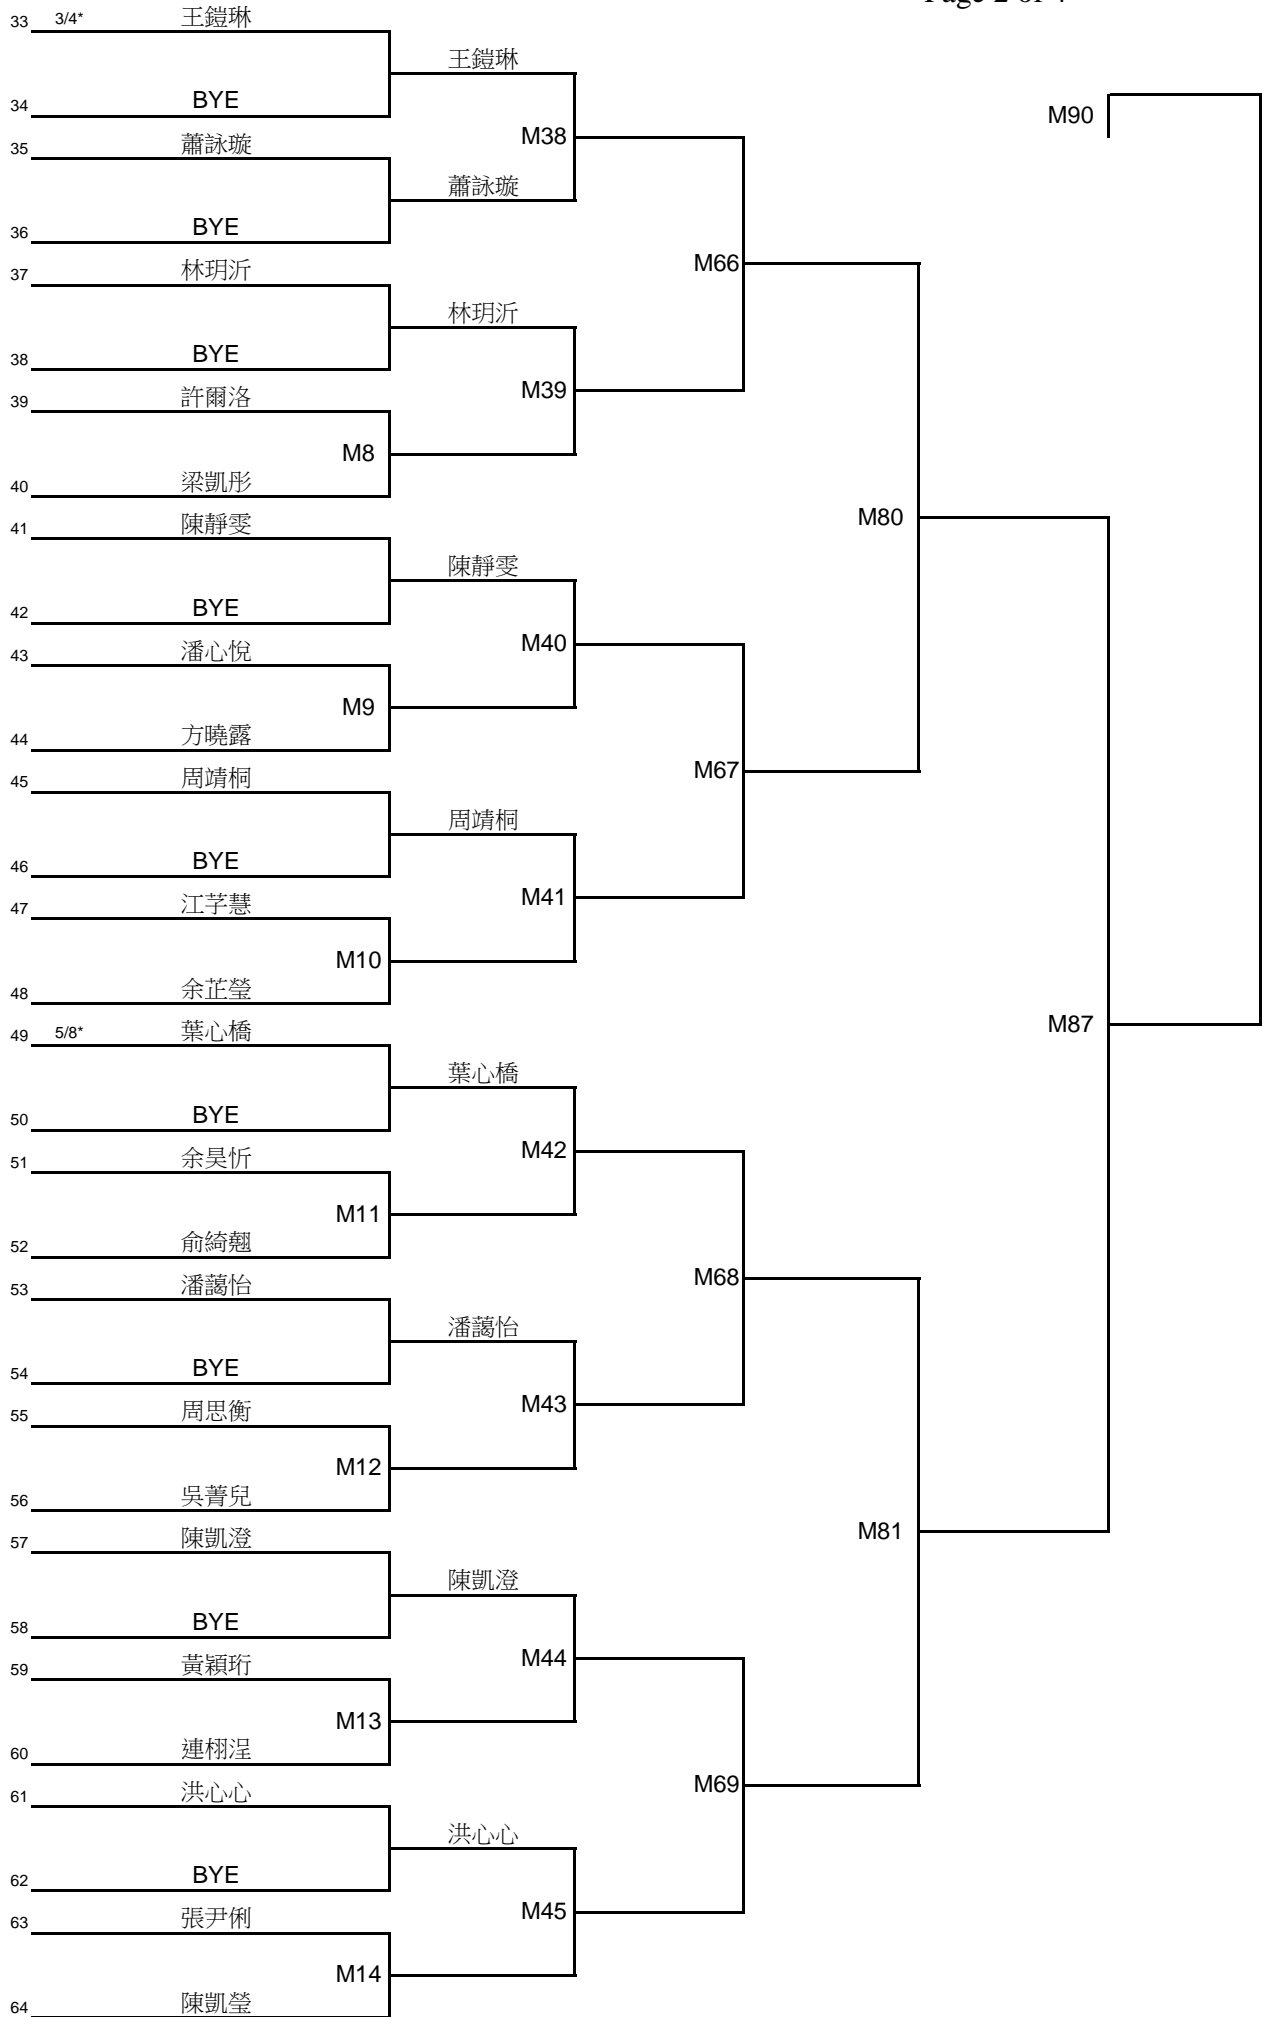 Page 2 of 4
33 3/4* 王鎧琳
王鎧琳
34 BYE
M90
M38
35 蕭詠璇
蕭詠璇
36 BYE
M66
37 林玥沂
林玥沂
38 BYE
M39
39 許爾洛
M8
40 梁凱彤
M80
41 陳靜雯
陳靜雯
42 BYE
M40
43 潘心悅
M9
44 方曉露
M67
45 周靖桐
周靖桐
46 BYE
M41
47 江芓慧
M10
48 余芷瑩
M87
49 5/8* 葉心橋
葉心橋
50 BYE
M42
51 余昊忻
M11
52 俞綺翹
M68
53 潘藹怡
潘藹怡
54 BYE
M43
55 周思衡
M12
56 吳菁兒
M81
57 陳凱澄
陳凱澄
58 BYE
M44
59 黃穎珩
M13
60 連栩浧
M69
61 洪心心
洪心心
62 BYE
M45
63 張尹俐
M14
64 陳凱瑩